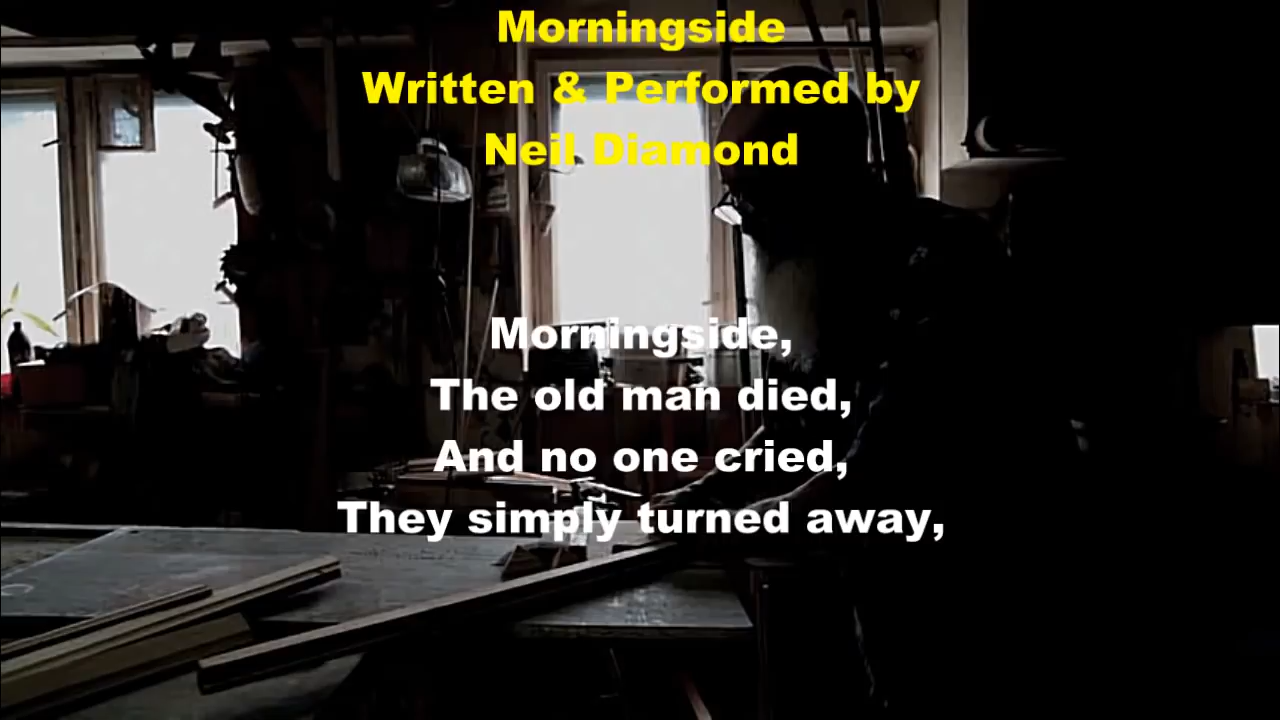 Morningside
Written & Performed by
Neil Diamond
Morningside,
The old man died,
And no one cried,
They simply turned away,